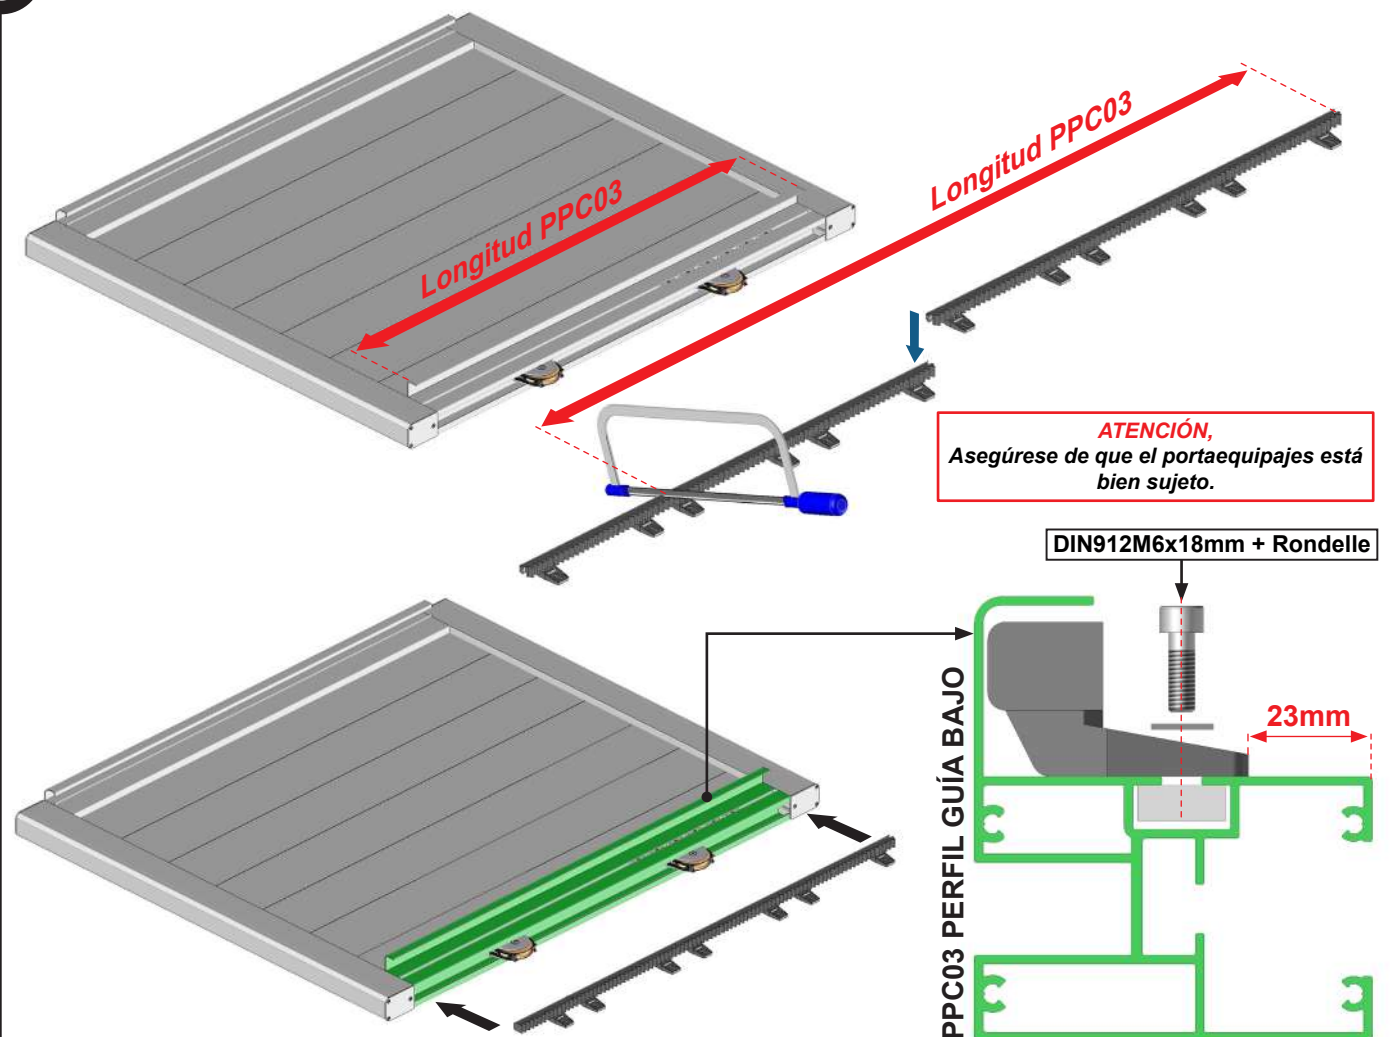 Longitud PPC03
Longitud PPC03
ATENCIÓN,
Asegúrese de que el portaequipajes está
bien sujeto.
DIN912M6x18mm + Rondelle
23mm
PPC03 PERFIL GUÍA BAJO